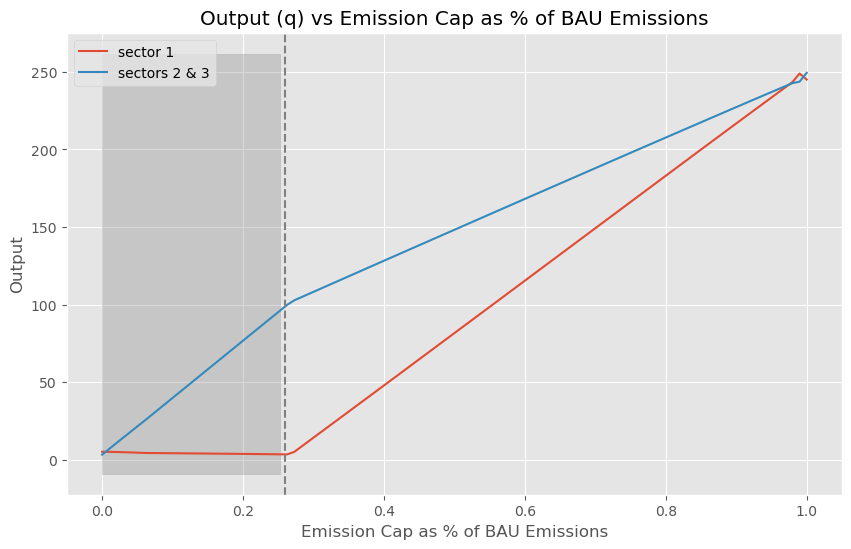 Output (q) vs Emission Cap as % of BAU Emissions
sector 1
sectors 2 & 3
250
200
150
100
50
0
Output
0.0
0.2
0.4
0.6
0.8
1.0
Emission Cap as % of BAU Emissions